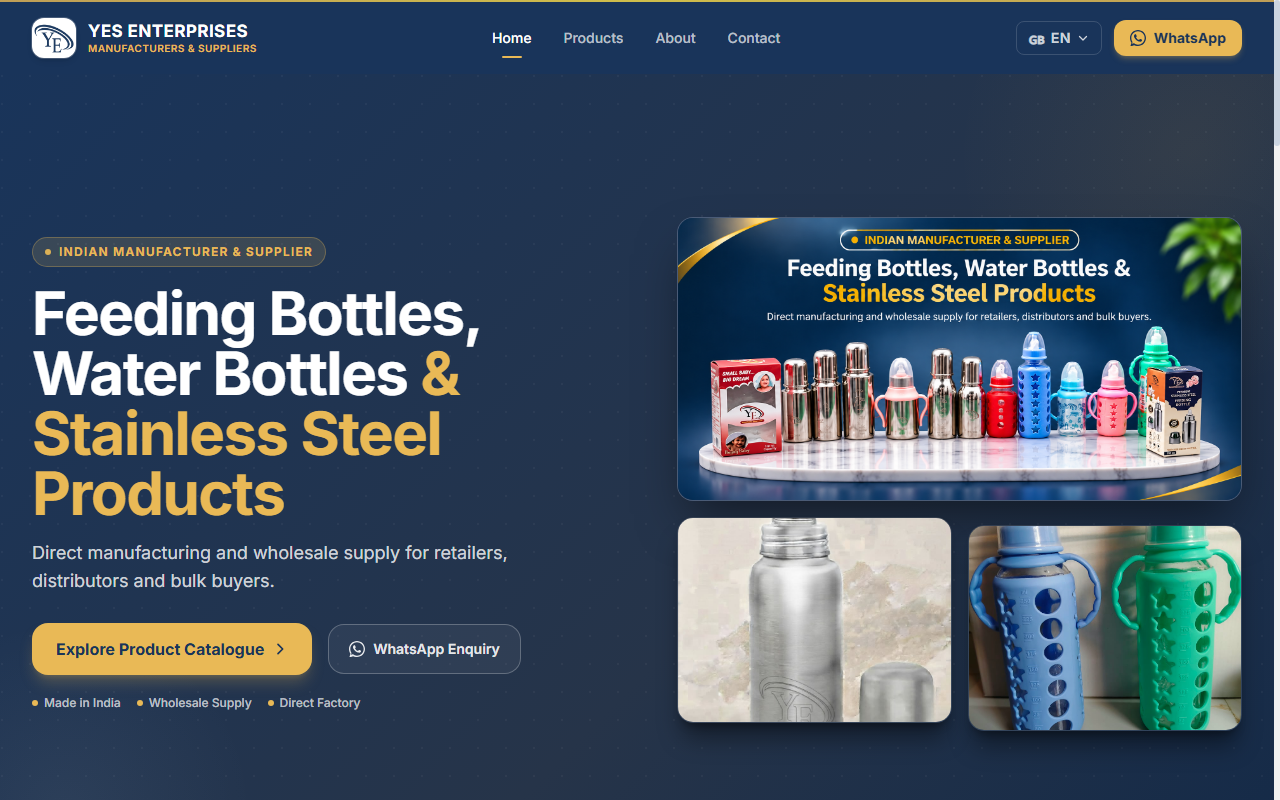 YES ENTERPRISES
MANUFACTURERS & SUPPLIERS
Home
Products
About
Contact
GB EN
WhatsApp
INDIAN MANUFACTURER & SUPPLIER
Feeding Bottles,
Water Bottles &
Stainless Steel
Products
Direct manufacturing and wholesale supply for retailers,
distributors and bulk buyers.
Explore Product Catalogue
WhatsApp Enquiry
Made in India
Wholesale Supply
Direct Factory
INDIAN MANUFACTURER & SUPPLIER
Feeding Bottles, Water Bottles &
Stainless Steel Products
Direct manufacturing and wholesale supply for retailers, distributors and bulk buyers.
SMALL BABY...
BIG DREAM
YE